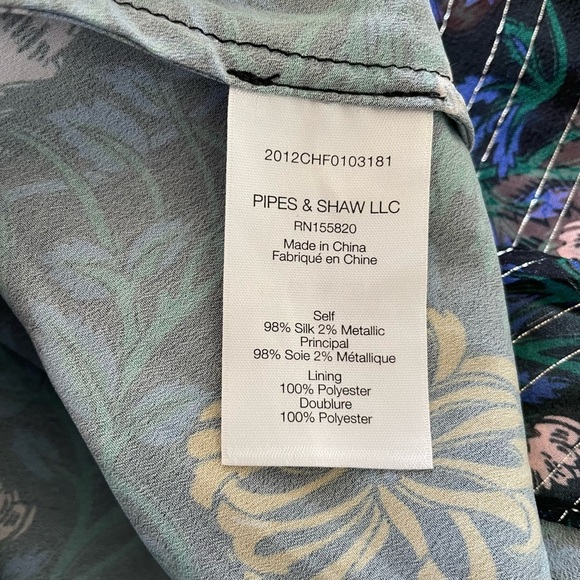 2012CHF0103181
PIPES & SHAW LLC
RN155820
Made in China
Fabriqué en Chine
Self
98% Silk 2% Metallic
Principal
98% Soie 2% Métallique
Lining
100% Polyester
Doublure
100% Polyester